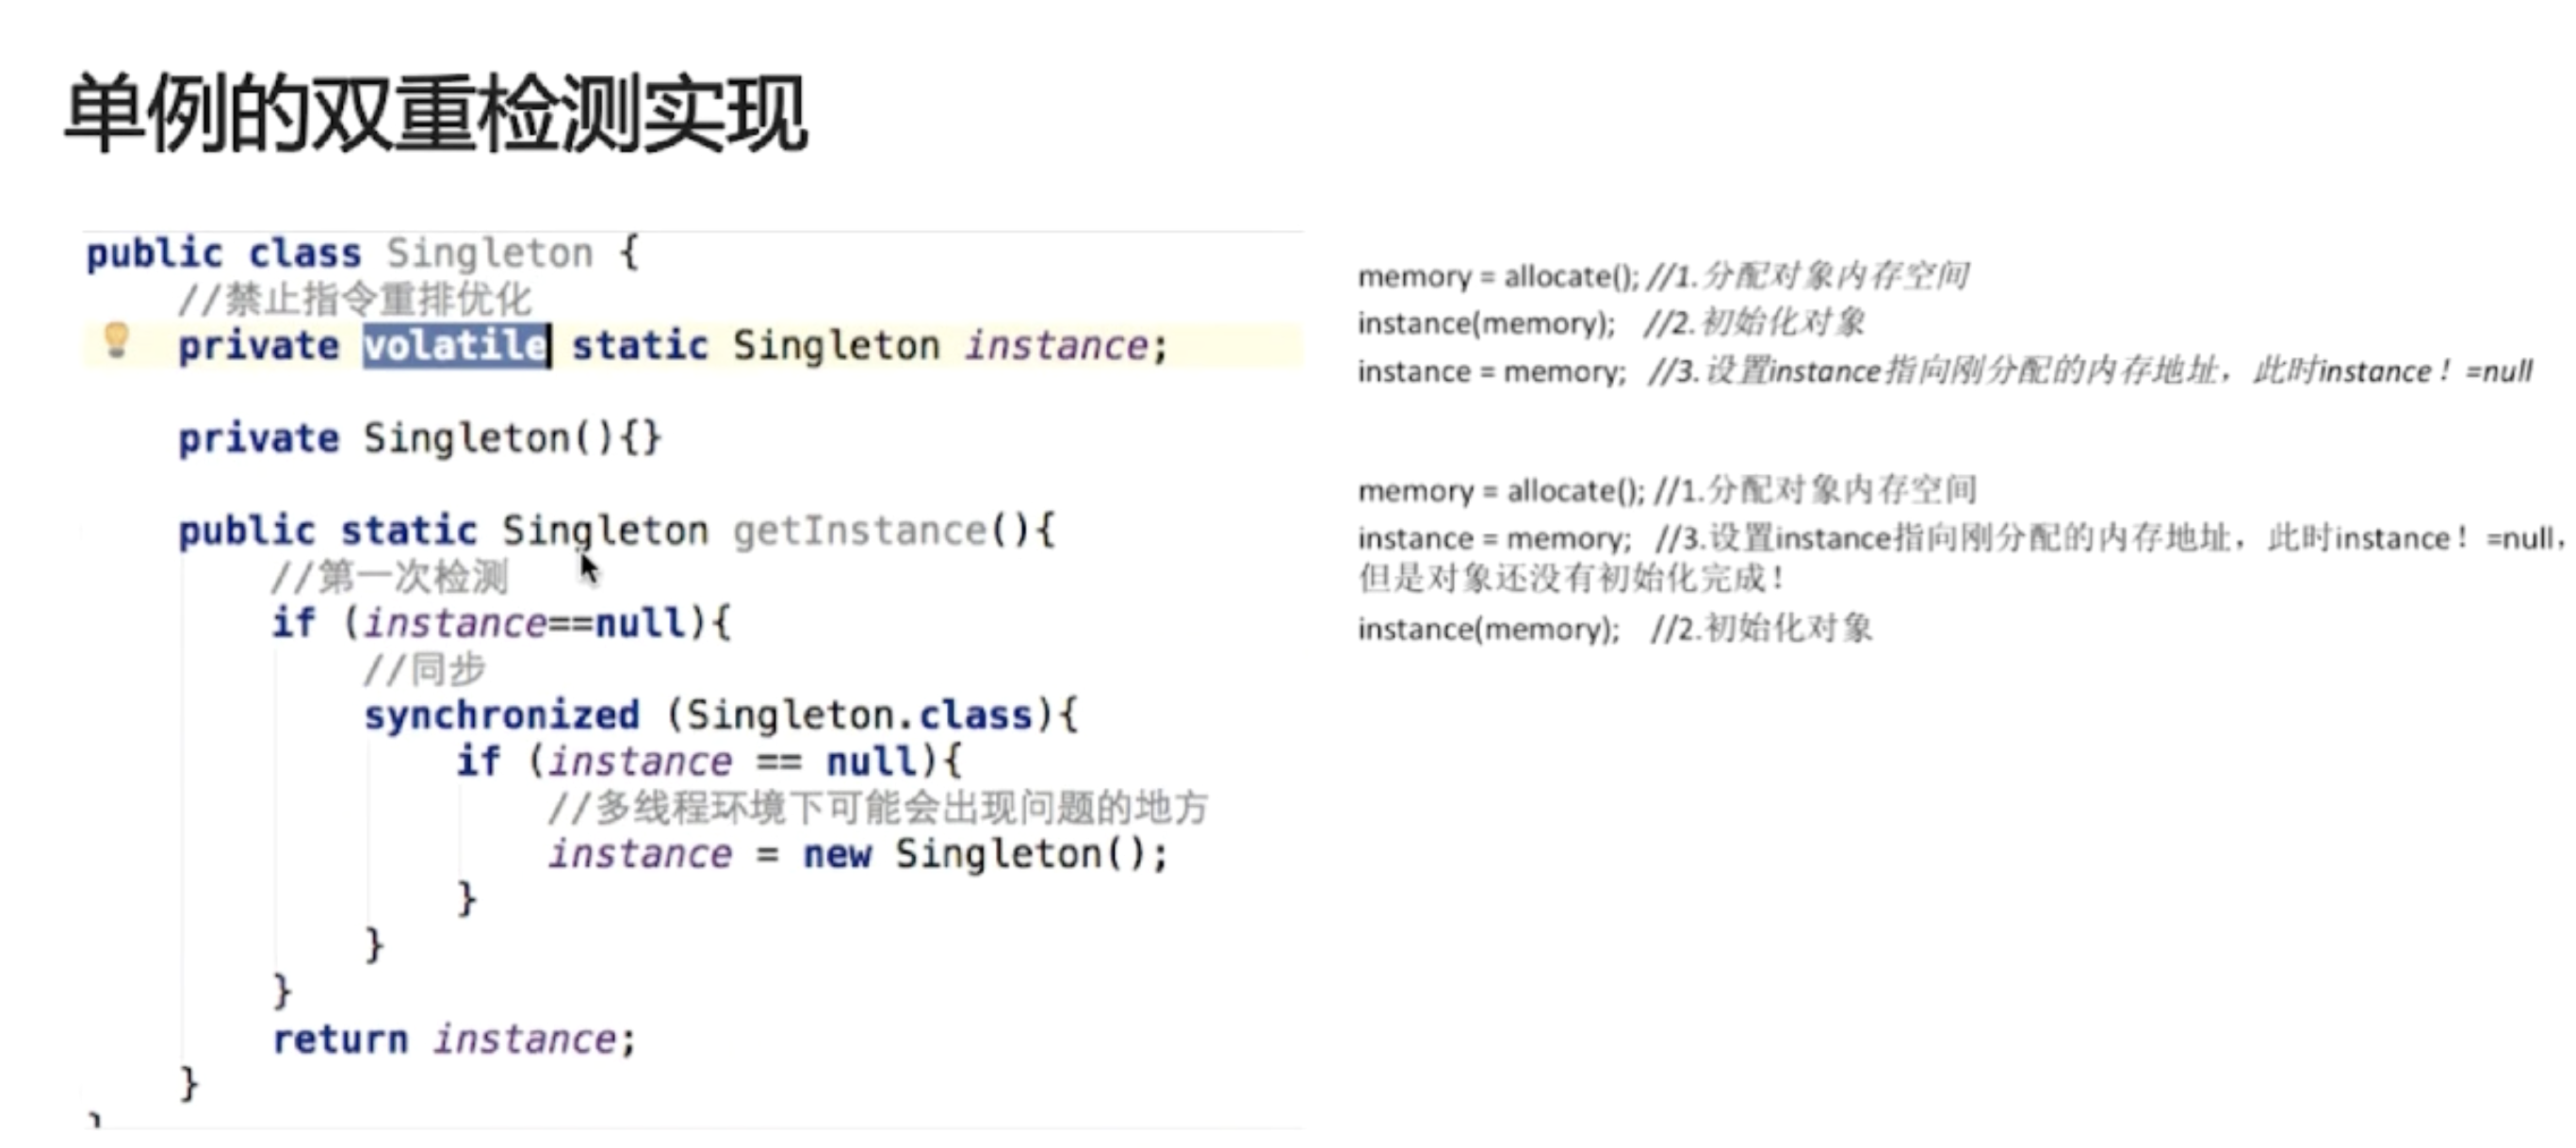 单例的双重检测实现
public class Singleton {
//禁止指令重排优化
private volatile static Singleton instance;
private Singleton(){}
public static Singleton getInstance(){
//第一次检测
if (instance==null){
//同步
synchronized (Singleton.class){
if (instance == null){
//多线程环境下可能会出现问题的地方
instance = new Singleton();
}
}
}
return instance;
}
}
memory = allocate(); //1.分配对象内存空间
instance(memory); //2.初始化对象
instance = memory; //3.设置instance指向刚分配的内存地址，此时instance！=null
memory = allocate(); //1.分配对象内存空间
instance = memory; //3.设置instance指向刚分配的内存地址，此时instance！=null，
但是对象还没有初始化完成！
instance(memory); //2.初始化对象